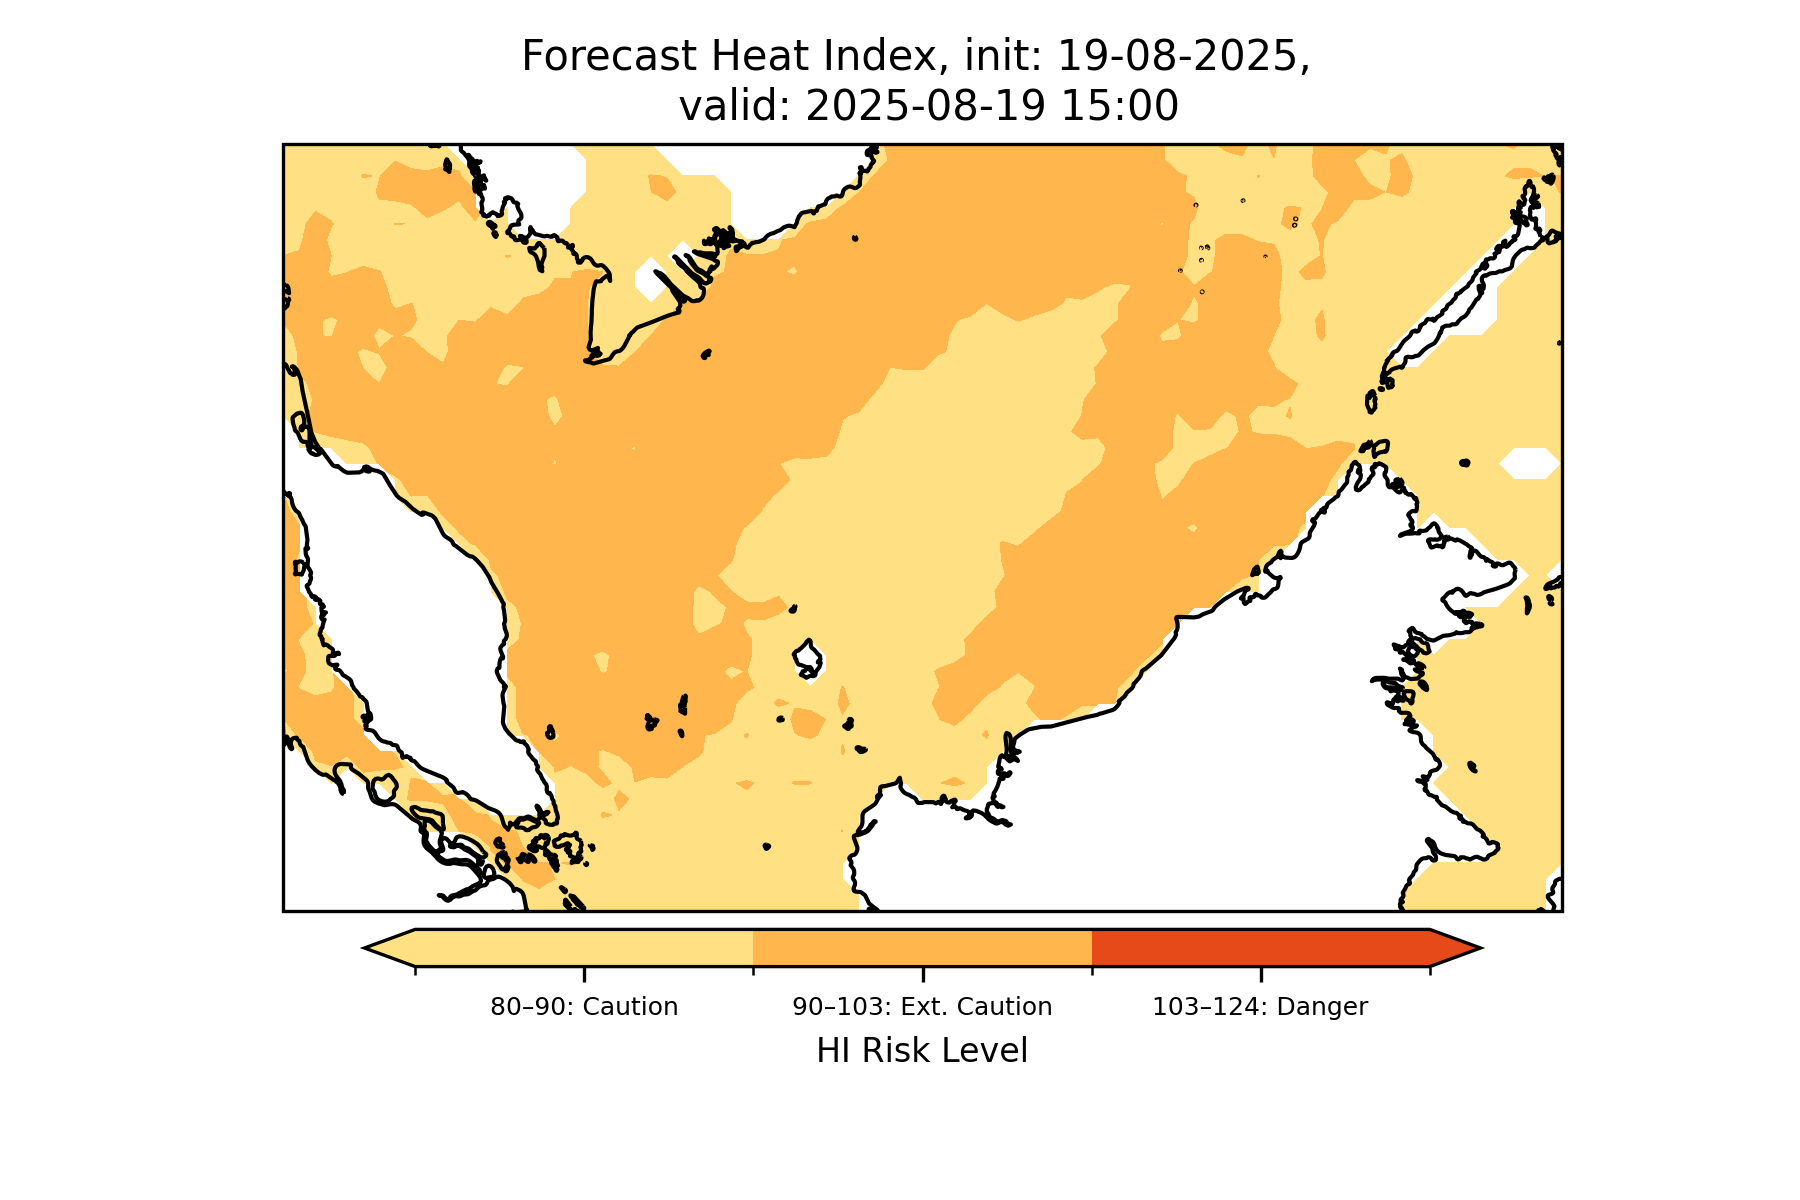 Forecast Heat Index, init: 19-08-2025,
valid: 2025-08-19 15:00
80–90: Caution
90–103: Ext. Caution
103–124: Danger
HI Risk Level